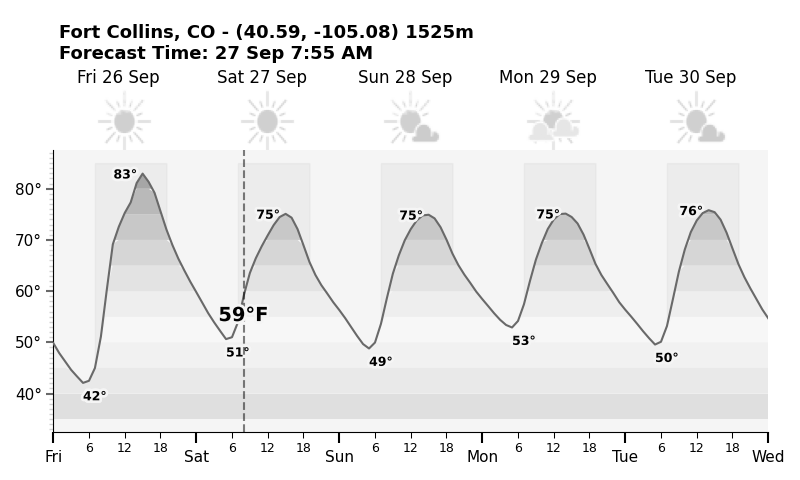 Fort Collins, CO - (40.59, -105.08) 1525m
Forecast Time: 27 Sep 7:55 AM
Fri 26 Sep Sat 27 Sep Sun 28 Sep Mon 29 Sep Tue 30 Sep
83°
80°
75° 75° 75° 76°
70°
60°
59°F
51° 53°
50°
49° 50°
42°
40°
6 12 18 6 12 18 6 12 18 6 12 18 6 12 18
Fri Sat Sun Mon Tue Wed